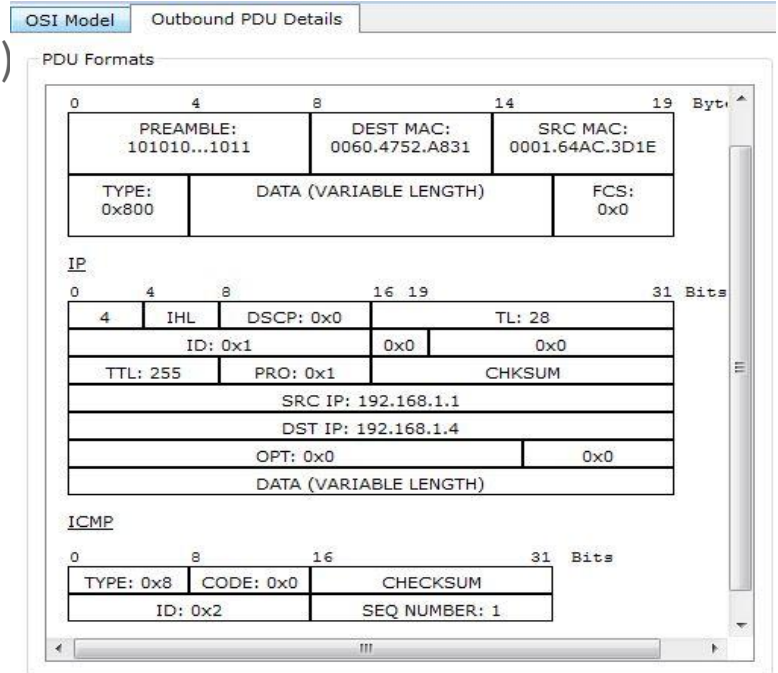 OSI Model Outbound PDU Details
)
PDU Formats
0 4 8 14 19 Byt
PREAMBLE: DEST MAC: SRC MAC:
101010...1011 0060.4752.A831 0001.64AC.3D1E
TYPE: DATA (VARIABLE LENGTH) FCS:
0x800 0x0
IP
0 4 8 16 19 31 Bits
4 IHL DSCP: 0x0 TL: 28
ID: 0x1 0x0 0x0
TTL: 255 PRO: 0x1 CHKSUM
SRC IP: 192.168.1.1
DST IP: 192.168.1.4
OPT: 0x0 0x0
DATA (VARIABLE LENGTH)
ICMP
0 8 16 31 Bits
TYPE: 0x8 CODE: 0x0 CHECKSUM
ID: 0x2 SEQ NUMBER: 1